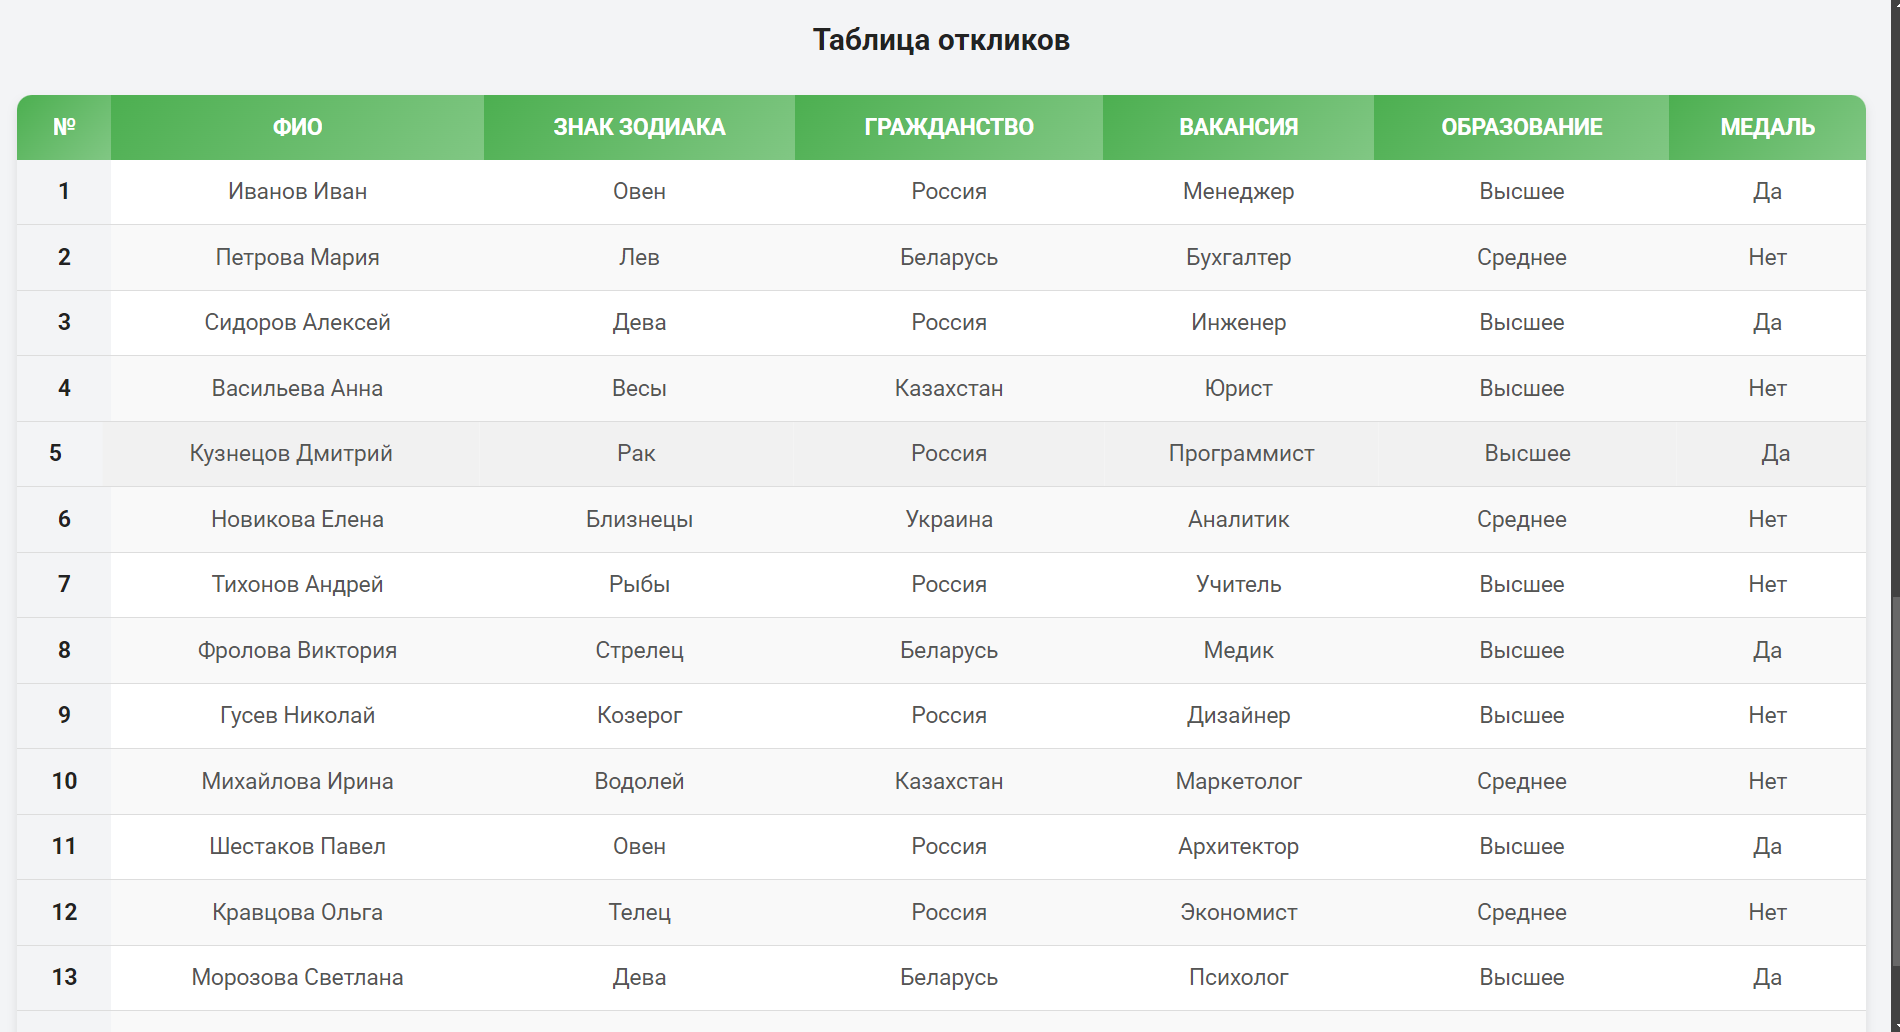 Таблица откликов
№ ФИО ЗНАК ЗОДИАКА ГРАЖДАНСТВО ВАКАНСИЯ ОБРАЗОВАНИЕ МЕДАЛЬ
1 Иванов Иван Овен Россия Менеджер Высшее Да
2 Петрова Мария Лев Беларусь Бухгалтер Среднее Нет
3 Сидоров Алексей Дева Россия Инженер Высшее Да
4 Васильева Анна Весы Казахстан Юрист Высшее Нет
5 Кузнецов Дмитрий Рак Россия Программист Высшее Да
6 Новикова Елена Близнецы Украина Аналитик Среднее Нет
7 Тихонов Андрей Рыбы Россия Учитель Высшее Нет
8 Фролова Виктория Стрелец Беларусь Медик Высшее Да
9 Гусев Николай Козерог Россия Дизайнер Высшее Нет
10 Михайлова Ирина Водолей Казахстан Маркетолог Среднее Нет
11 Шестаков Павел Овен Россия Архитектор Высшее Да
12 Кравцова Ольга Телец Россия Экономист Среднее Нет
13 Морозова Светлана Дева Беларусь Психолог Высшее Да